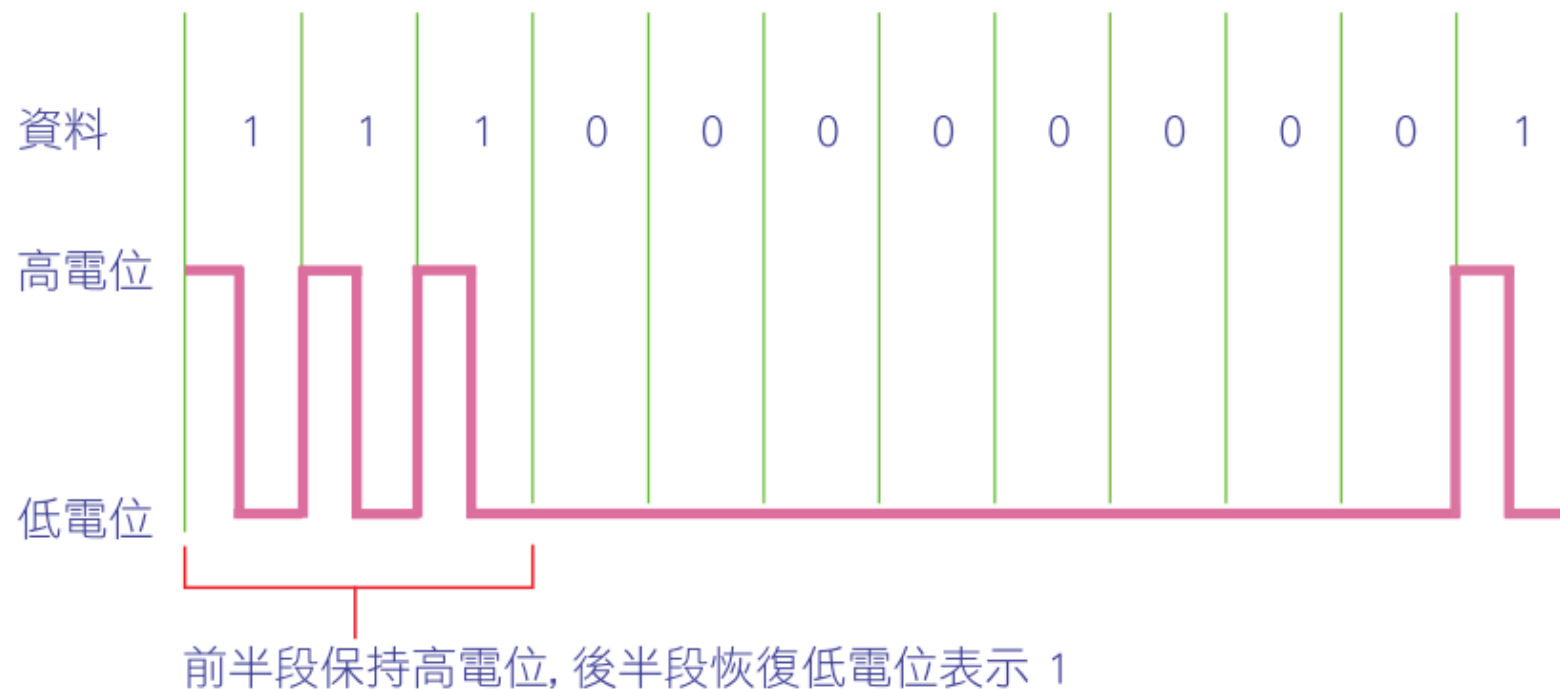 資料 1 1 1 0 0 0 0 0 0 0 0 1
高電位
低電位
前半段保持高電位, 後半段恢復低電位表示 1